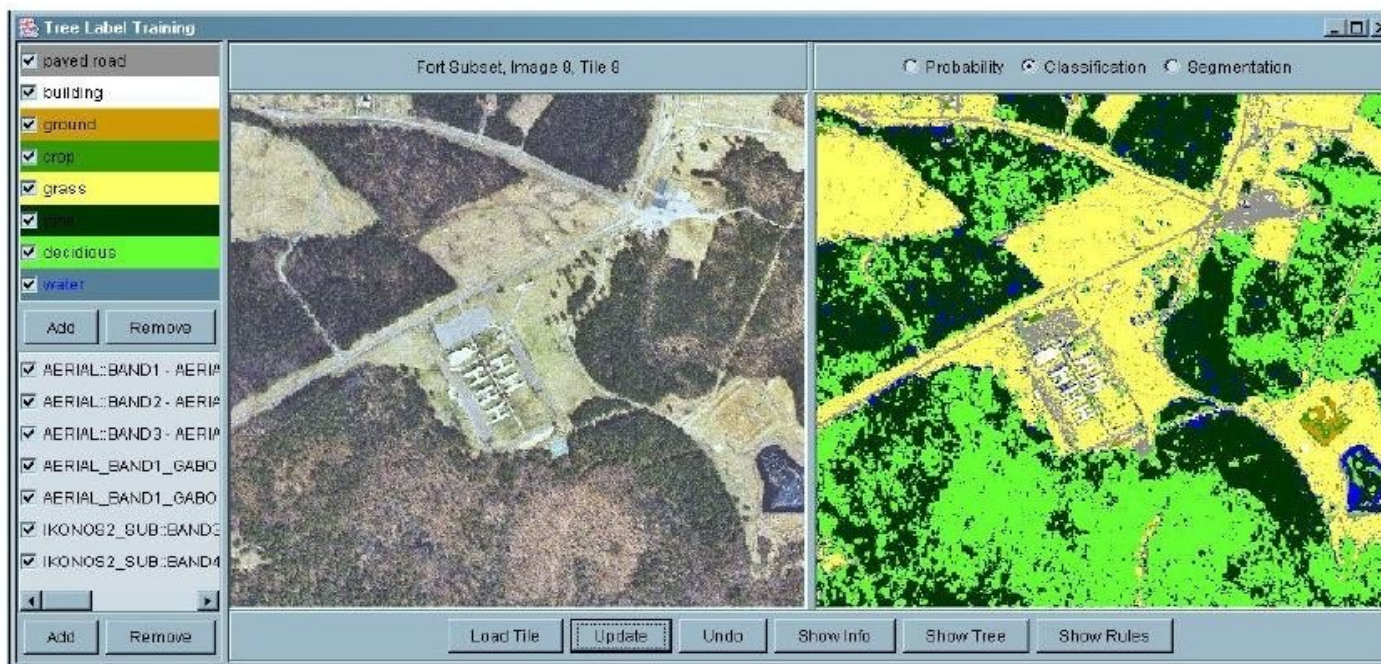 Tree Label Training
paved road
building
ground
crop
grass
pine
decidious
water
Add Remove
AERIAL::BAND1 - AERIA
AERIAL::BAND2 - AERIA
AERIAL::BAND3 - AERIA
AERIAL_BAND1_GABO
AERIAL_BAND1_GABO
IKONOS2_SUB::BAND3
IKONOS2_SUB::BAND4
Add Remove
Fort Subset, Image 8, Tile 8
Probability Classification Segmentation
Load Tile Update Undo Show Info Show Tree Show Rules